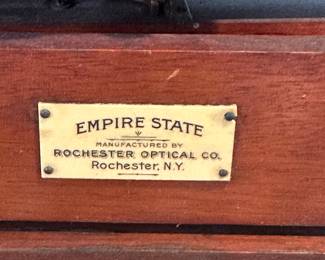 EMPIRE STATE
MANUFACTURED BY
ROCHESTER OPTICAL CO.
Rochester, N.Y.